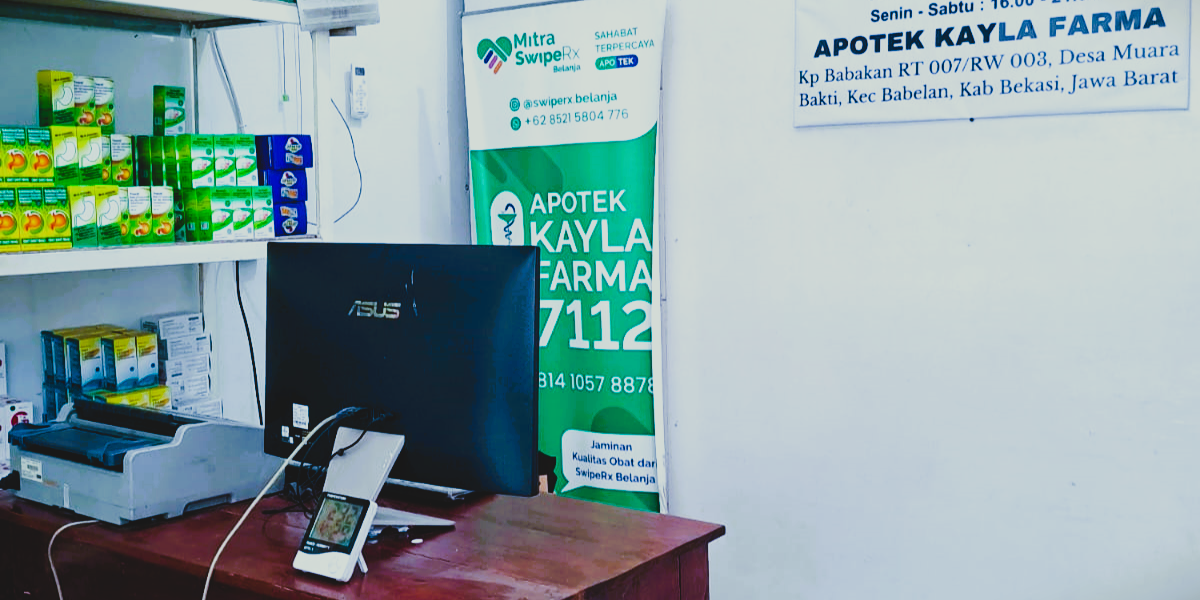 Mitra
SwipeRx
Belanja
SAHABAT
TERPERCAYA
APOTEK
@swiperx.belanja
+62 8521 5804 776
APOTEK
KAYLA
FARMA
7112
814 1057 8878
Jaminan
Kualitas Obat dari
SwipeRx Belanja
Senin - Sabtu : 16.00 -
APOTEK KAYLA FARMA
Kp Babakan RT 007/RW 003, Desa Muara
Bakti, Kec Babelan, Kab Bekasi, Jawa Barat
ASUS